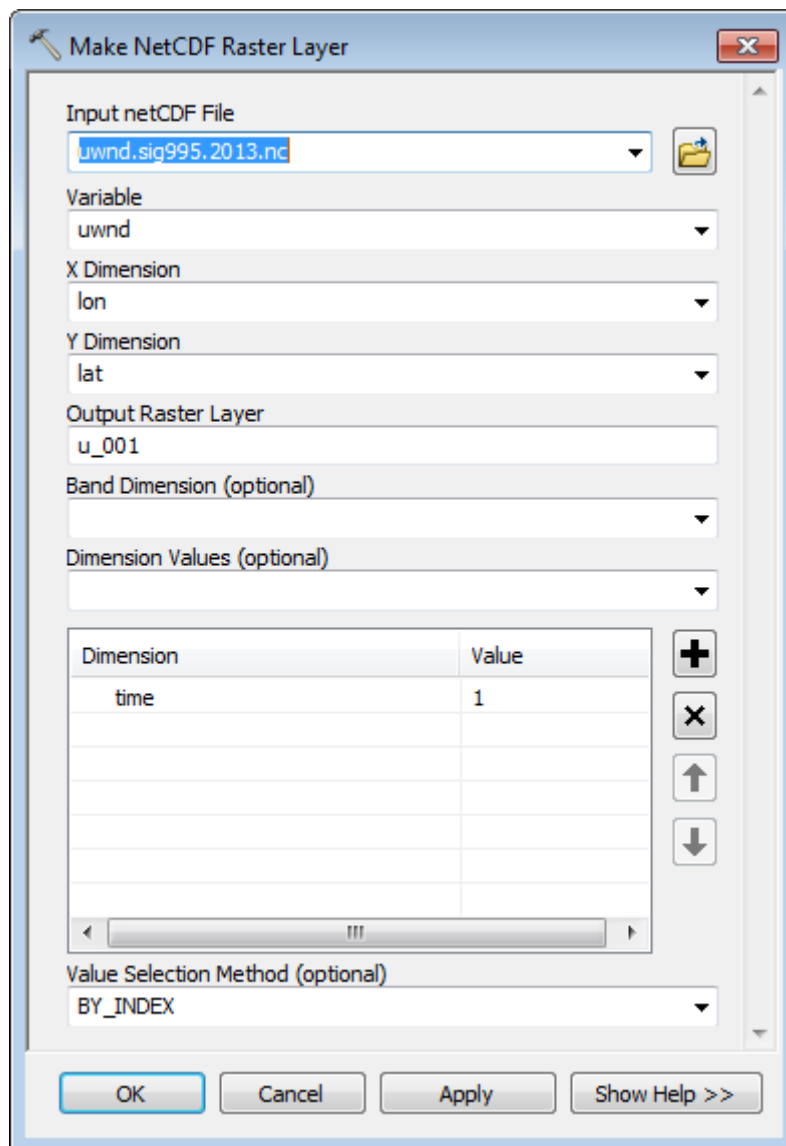 Make NetCDF Raster Layer
Input netCDF File
uwnd.sig995.2013.nc
Variable
uwnd
X Dimension
lon
Y Dimension
lat
Output Raster Layer
u_001
Band Dimension (optional)
Dimension Values (optional)
Dimension Value
time 1
Value Selection Method (optional)
BY_INDEX
OK Cancel Apply Show Help >>